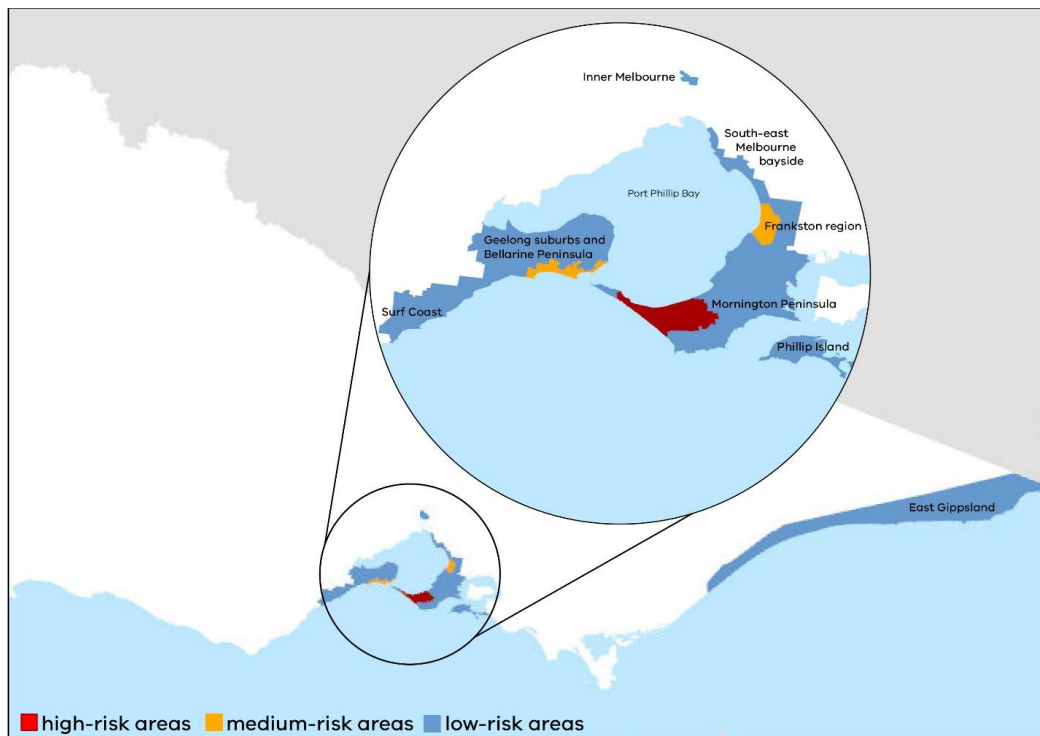 Inner Melbourne
South-east
Melbourne
bayside
Port Phillip Bay
Frankston region
Geelong suburbs and
Bellarine Peninsula
Surf Coast
Mornington Peninsula
Phillip Island
East Gippsland
high-risk areas
medium-risk areas
low-risk areas